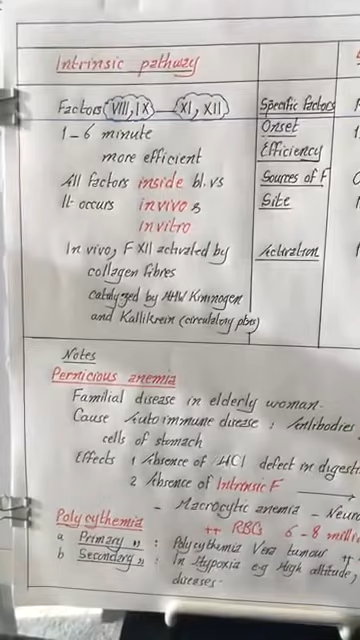 Intrinsic pathway
Factors VIII, IX — XI, XII Specific factors
1-6 minute Onset
more efficient Efficiency
All factors inside bl.vs Sources of F
It occurs in vivo & Site
in vitro
In vivo, F XII activated by Activation
collagen fibres
catalyzed by HMW Kininogen
and Kallikrein (circulatory
Notes
Pernicious anemia
Familial disease in elderly woman.
Cause Auto immune disease : Antibodies
cells of stomach
Effects 1 Absence of HCl defect in digesti
2 Absence of Intrinsic F
- Macrocytic anemia - Neuro
Polycythemia ++ RBCs 6-8 milli
a Primary " : Polycythemia Vera tumour ++
b Secondary " : In Hypoxia e.g High altitude,
diseases.